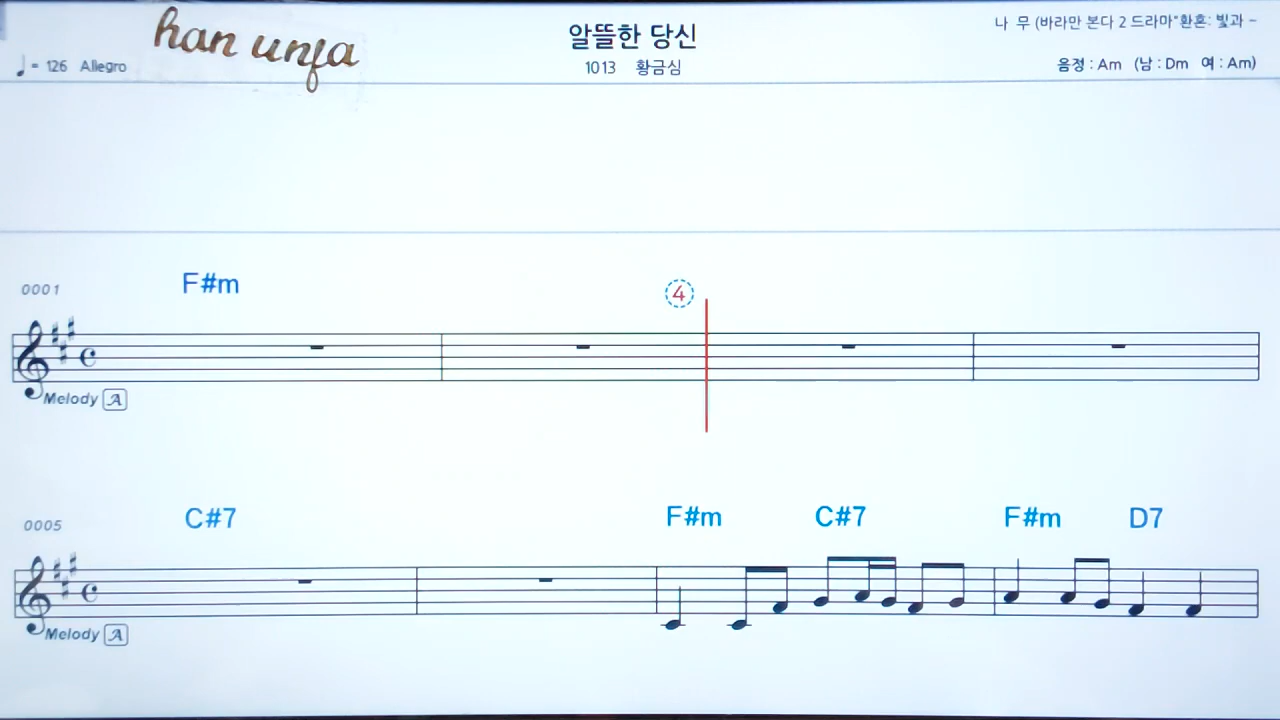 han unja
알뜰한 당신
나 무 (바라만 본다 2 드라마"환혼: 빛과 ~
♩= 126 Allegro
1013 황금심
음정 : Am (남 : Dm 여 : Am)
0001 F#m 4
Melody A
0005 C#7 F#m C#7 F#m D7
Melody A